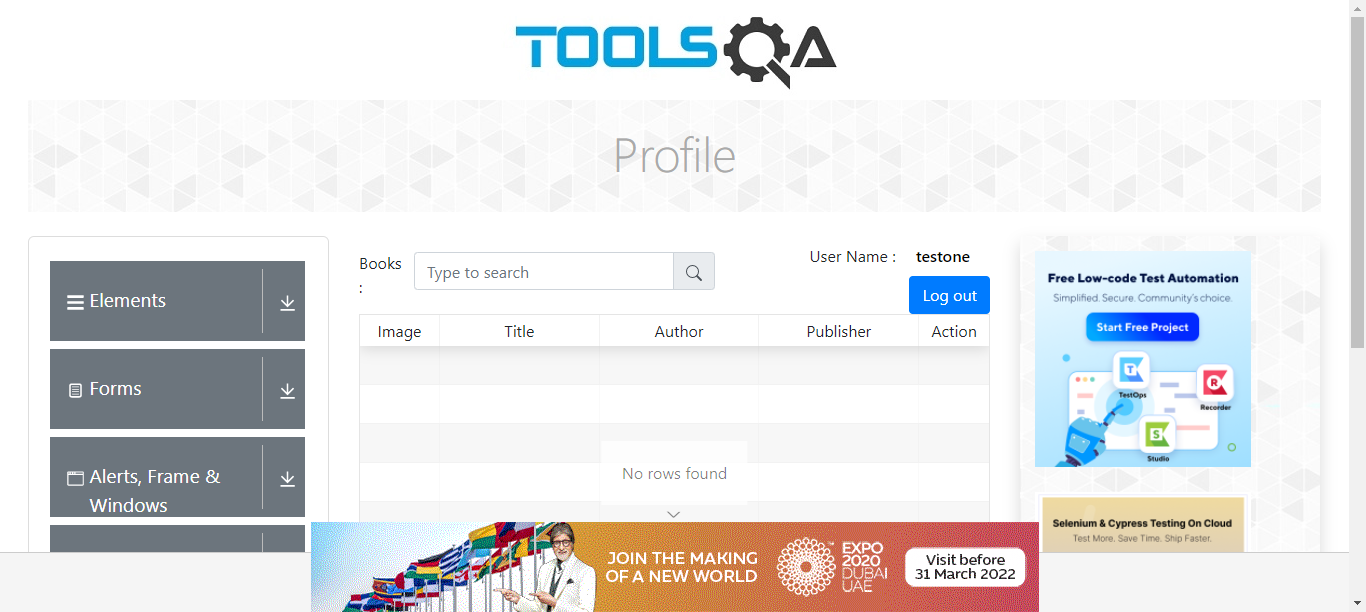 TOOLSQA
Profile
Elements
Forms
Alerts, Frame &
Windows
Books
:
Type to search
User Name :
testone
Log out
Image
Title
Author
Publisher
Action
No rows found
Free Low-code Test Automation
Simplified. Secure. Community's choice.
Start Free Project
TestOps
Recorder
Studio
Selenium & Cypress Testing On Cloud
Test More. Save Time. Ship Faster.
JOIN THE MAKING
OF A NEW WORLD
EXPO
2020
DUBAI
UAE
Visit before
31 March 2022